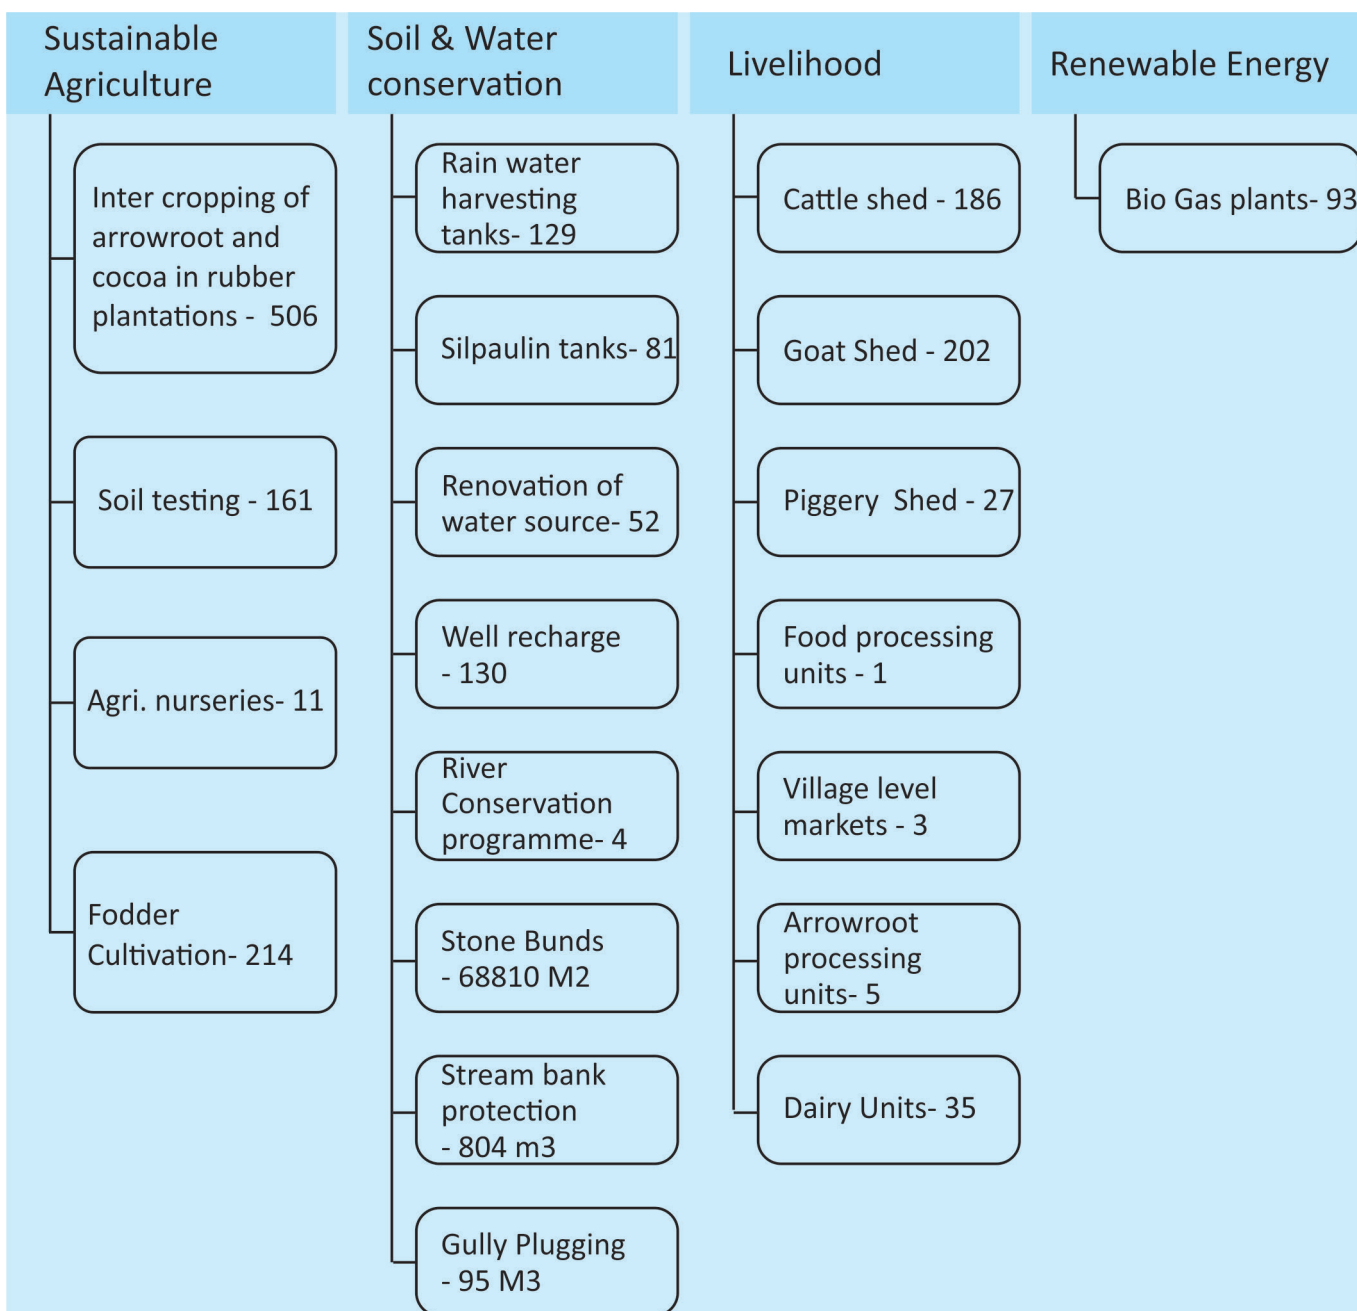 Sustainable
Agriculture
Inter cropping of
arrowroot and
cocoa in rubber
plantations -  506
Soil testing - 161
Agri. nurseries- 11
Fodder
Cultivation- 214
Soil & Water
conservation
Rain water
harvesting
tanks- 129
Silpaulin tanks- 81
Renovation of
water source- 52
Well recharge
- 130
River
Conservation
programme- 4
Stone Bunds
- 68810 M2
Stream bank
protection
- 804 m3
Gully Plugging
- 95 M3
Livelihood
Cattle shed - 186
Goat Shed - 202
Piggery  Shed - 27
Food processing
units - 1
Village level
markets - 3
Arrowroot
processing
units- 5
Dairy Units- 35
Renewable Energy
Bio Gas plants- 93